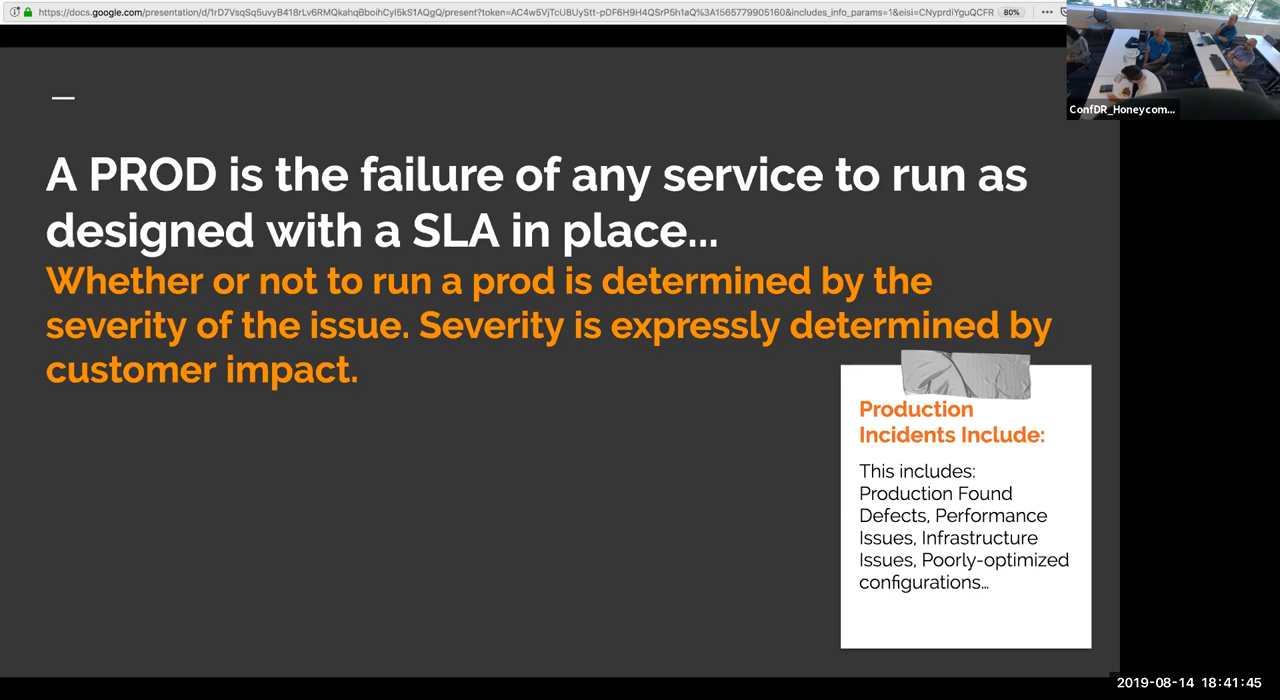 https://docs.google.com/presentation/d/1rD7VsqSq5uvyB418rLv6RMQkahqBboihCyI5kS1AQgQ/present?token=AC4w5VjTcU8UyStt-pDF6H9H4QSrP5h1aQ%3A1565779905160&includes_info_params=1&eisi=CNyprdiYguQCFR
80%
ConfDR_Honeycom...
A PROD is the failure of any service to run as
designed with a SLA in place...
Whether or not to run a prod is determined by the
severity of the issue. Severity is expressly determined by
customer impact.
Production
Incidents Include:
This includes:
Production Found
Defects, Performance
Issues, Infrastructure
Issues, Poorly-optimized
configurations…
2019-08-14 18:41:45